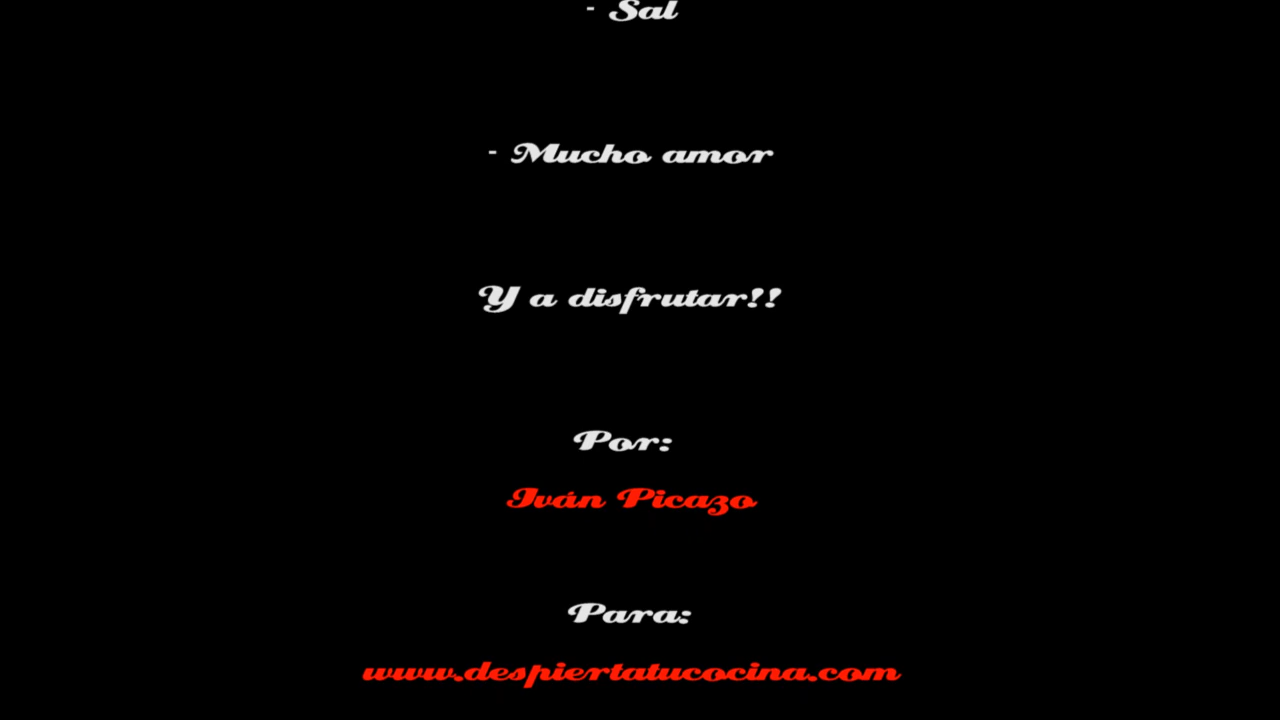 - Sal
- Mucho amor
Y a disfrutar!!
Por:
Iván Picazo
Para:
www.despiertatucocina.com